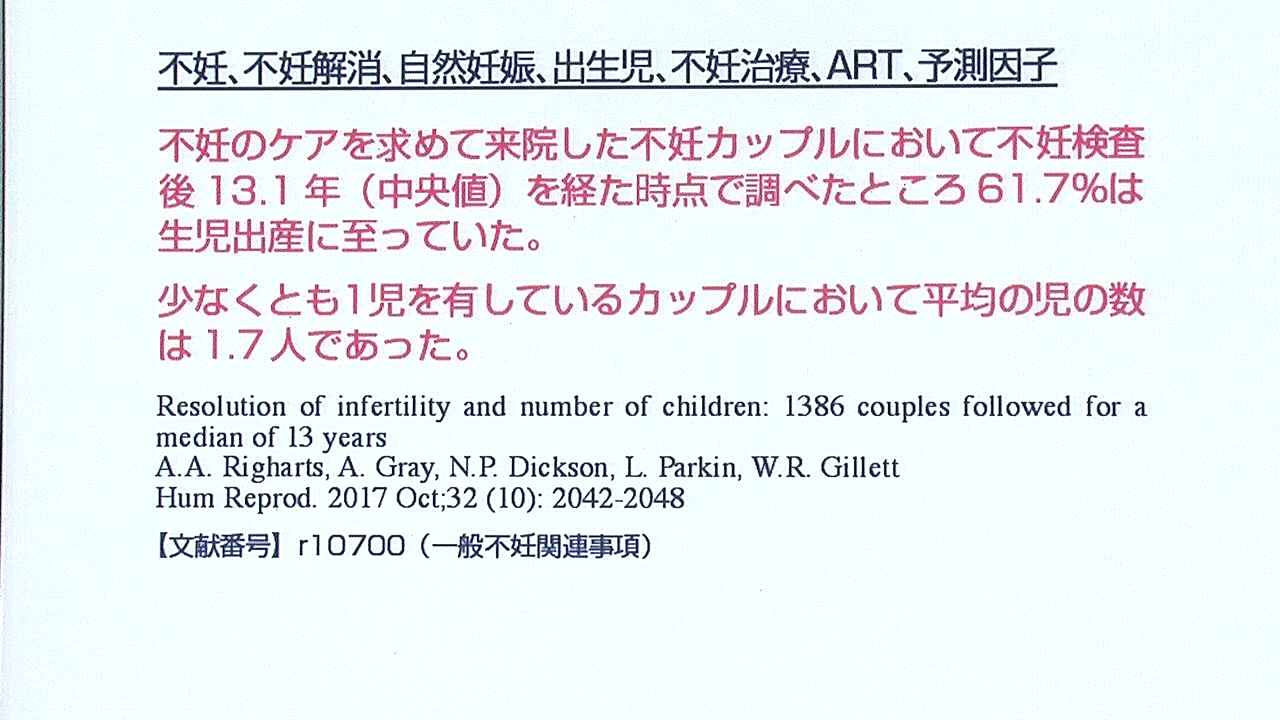 不妊、不妊解消、自然妊娠、出生児、不妊治療、ART、予測因子
不妊のケアを求めて来院した不妊カップルにおいて不妊検査
後 13.1 年（中央値）を経た時点で調べたところ 61.7%は
生児出産に至っていた。
少なくとも1児を有しているカップルにおいて平均の児の数
は 1.7 人であった。
Resolution of infertility and number of children: 1386 couples followed for a
median of 13 years
A.A. Righarts, A. Gray, N.P. Dickson, L. Parkin, W.R. Gillett
Hum Reprod. 2017 Oct;32 (10): 2042-2048
【文献番号】r10700（一般不妊関連事項）